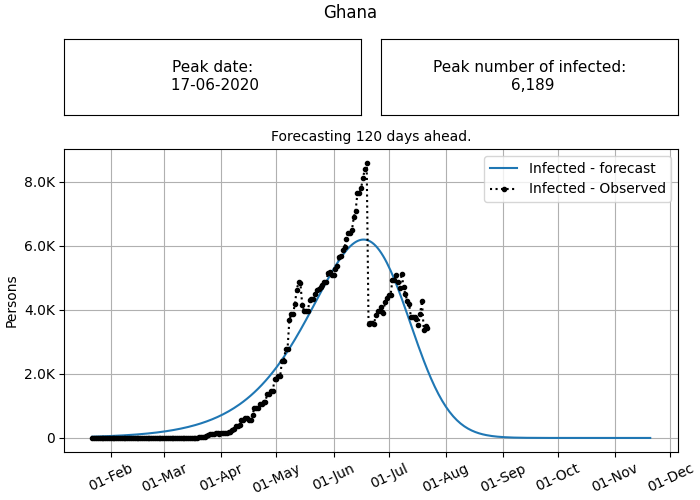 Ghana
Peak date:
17-06-2020
Peak number of infected:
6,189
Forecasting 120 days ahead.
Infected - forecast
Infected - Observed
Persons
8.0K
6.0K
4.0K
2.0K
0
01-Feb
01-Mar
01-Apr
01-May
01-Jun
01-Jul
01-Aug
01-Sep
01-Oct
01-Nov
01-Dec